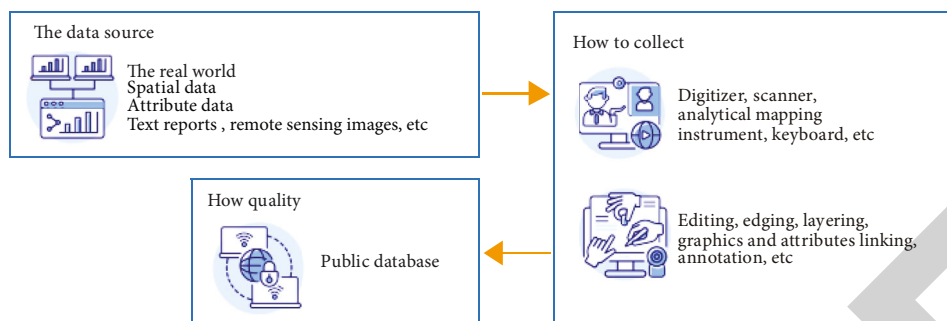 The data source
The real world
Spatial data
Attribute data
Text reports , remote sensing images, etc
How to collect
Digitizer, scanner,
analytical mapping
instrument, keyboard, etc
Editing, edging, layering,
graphics and attributes linking,
annotation, etc
How quality
Public database